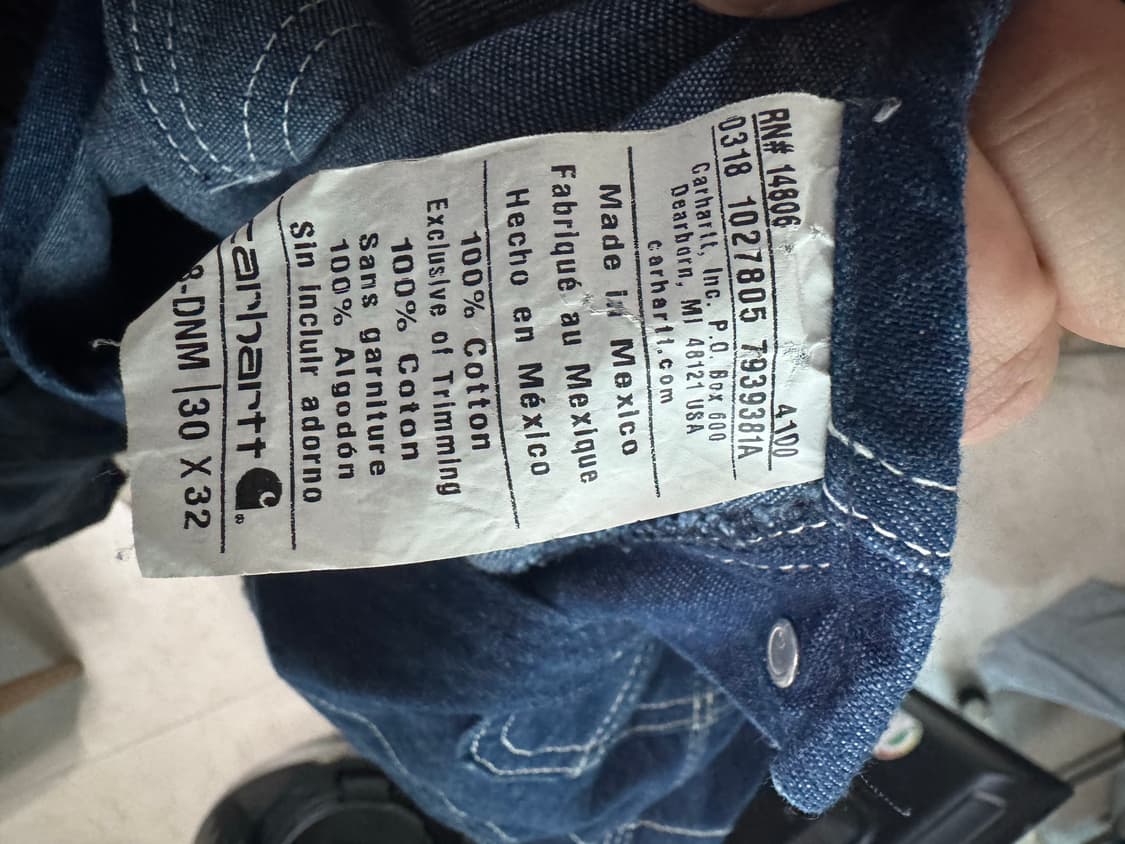 8-DNM | 30 X 32
carhartt
Sin incluir adorno
100% Algodón
Sans garniture
100% Coton
Exclusive of Trimming
100% Cotton
Hecho en México
Fabriqué au Mexique
Made in Mexico
carhartt.com
Dearborn, MI 48121 USA
Carhartt, Inc. P.O. Box 600
0318 1027805 7939381A
RN# 14806 4100